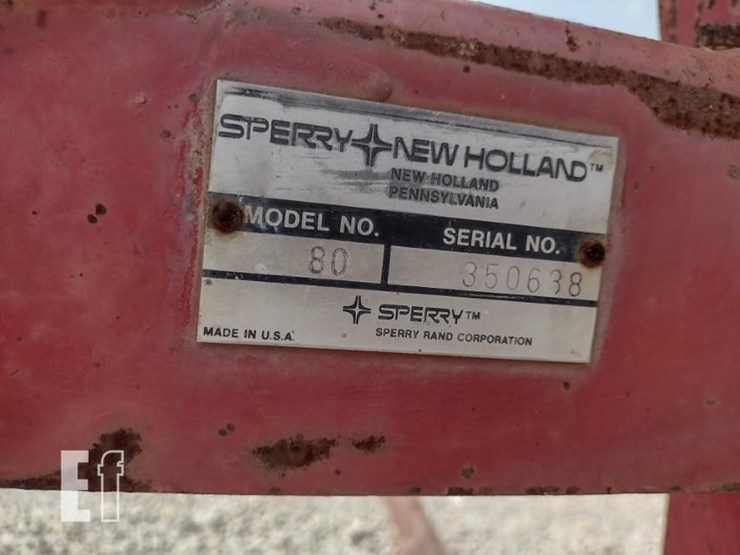 SPERRY NEW HOLLAND™
NEW HOLLAND
PENNSYLVANIA
MODEL NO. SERIAL NO.
80 350638
SPERRY™
MADE IN U.S.A. SPERRY RAND CORPORATION
Ef